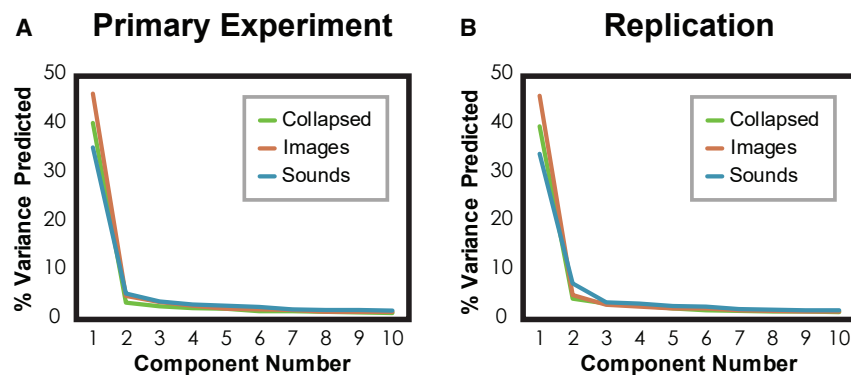 A Primary Experiment
50
40
30
20
10
0
% Variance Predicted
Collapsed
Images
Sounds
1 2 3 4 5 6 7 8 9 10
Component Number
B Replication
50
40
30
20
10
0
% Variance Predicted
Collapsed
Images
Sounds
1 2 3 4 5 6 7 8 9 10
Component Number